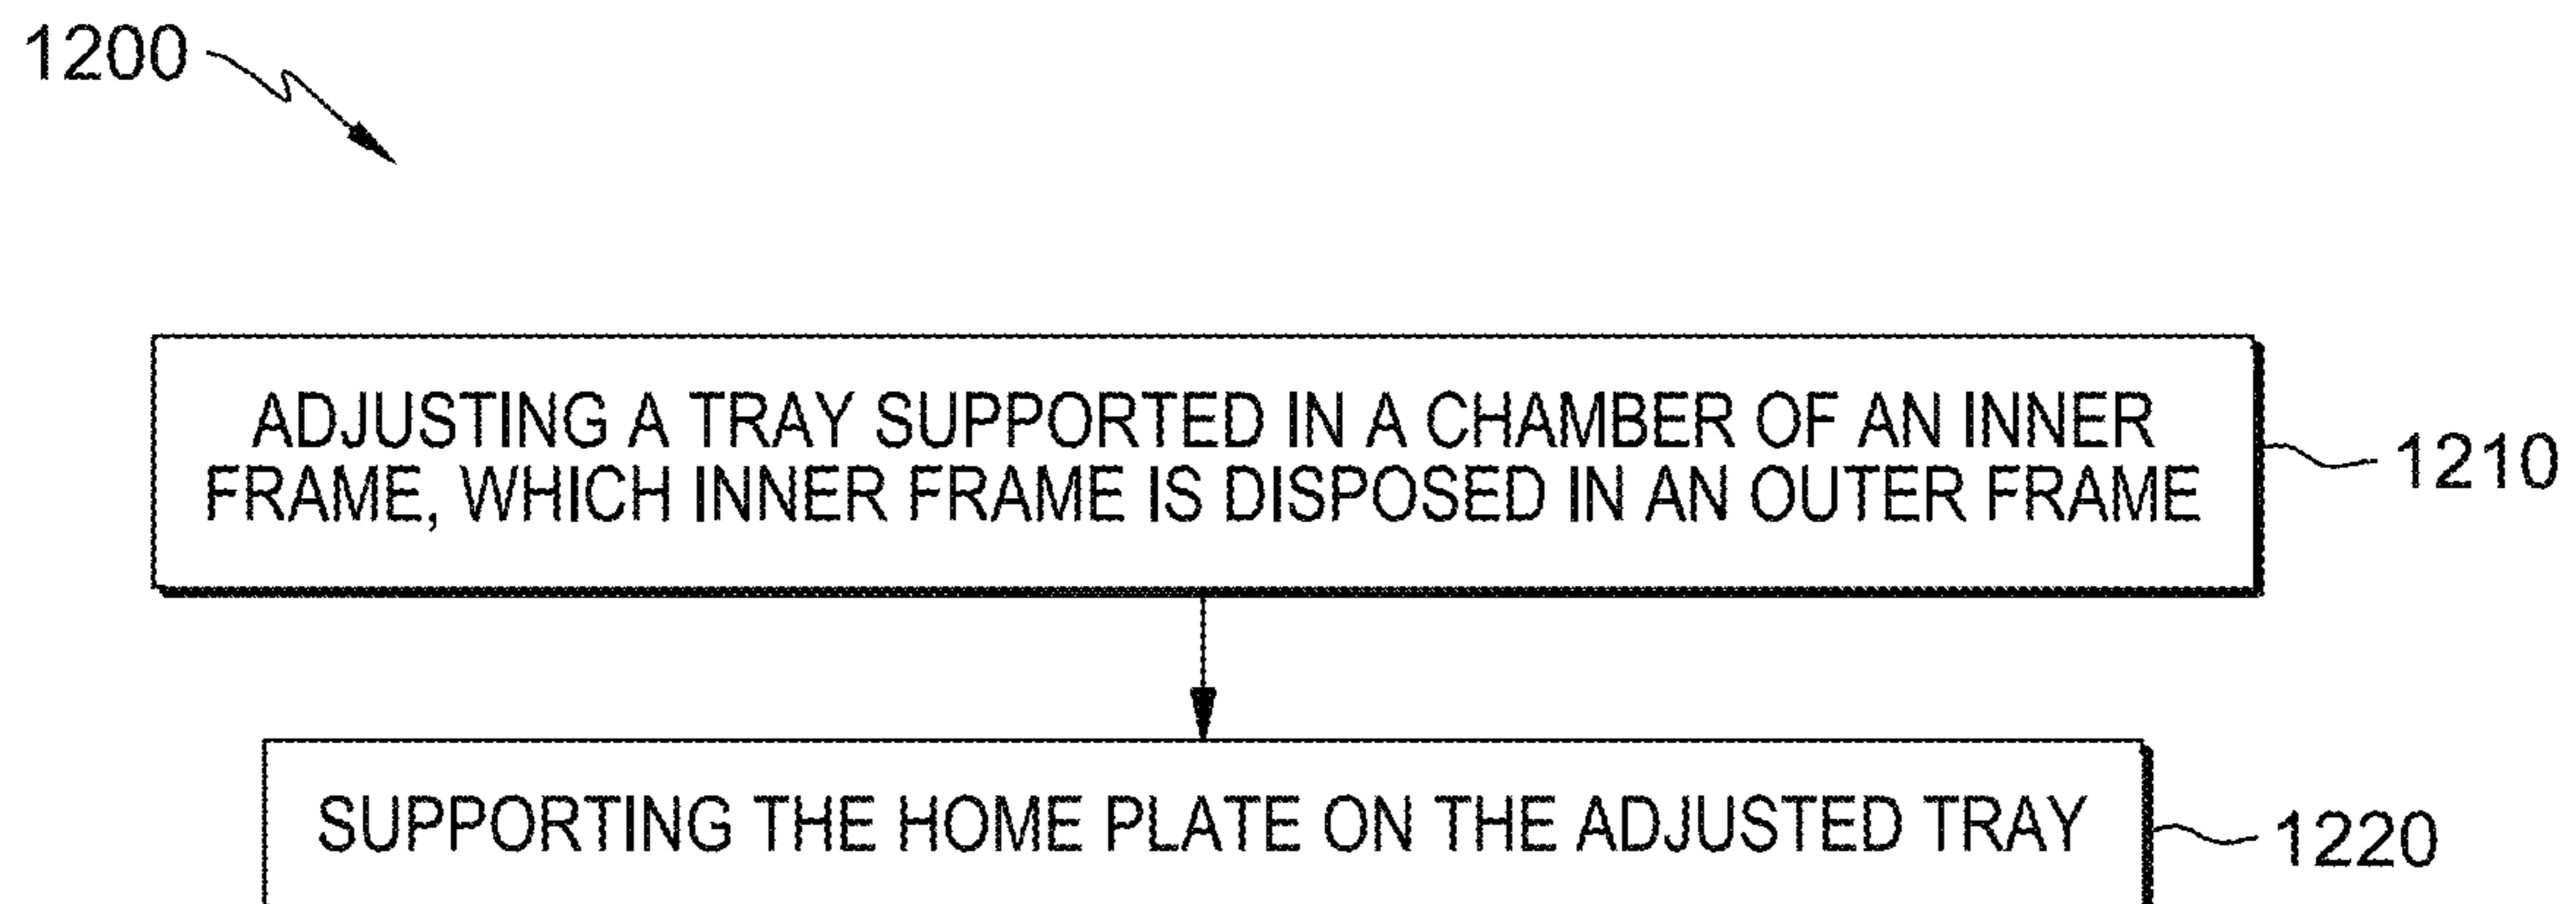 1200
ADJUSTING A TRAY SUPPORTED IN A CHAMBER OF AN INNER
FRAME, WHICH INNER FRAME IS DISPOSED IN AN OUTER FRAME
1210
SUPPORTING THE HOME PLATE ON THE ADJUSTED TRAY
1220